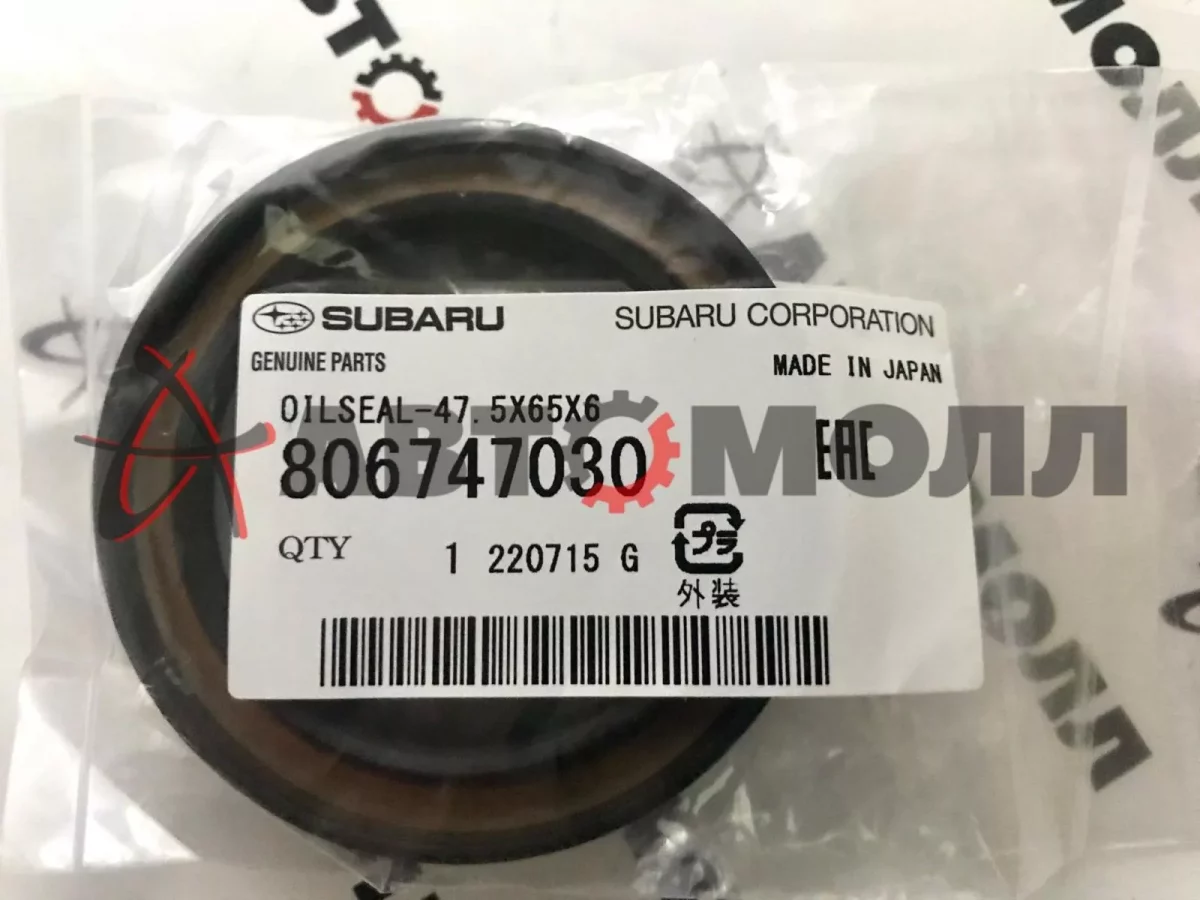 SUBARU
SUBARU CORPORATION
GENUINE PARTS
MADE IN JAPAN
OILSEAL-47.5X65X6
806747030
АВТОМОЛЛ
EAC
QTY
1 220715 G
プラ
外装
МОЛЛ